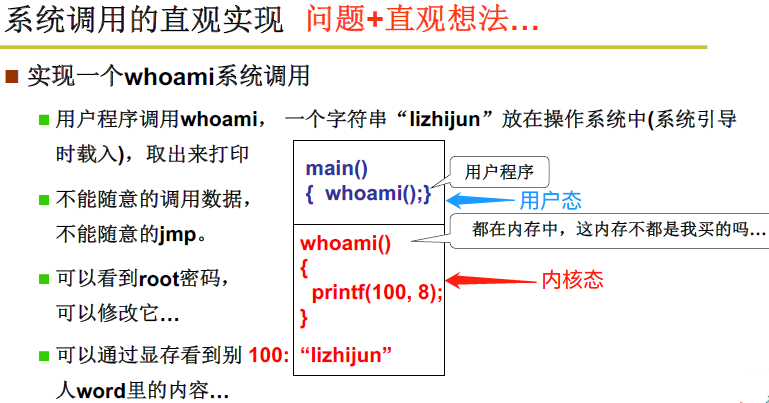 系统调用的直观实现 问题+直观想法…
实现一个whoami系统调用
用户程序调用whoami， 一个字符串“lizhijun”放在操作系统中(系统引导
时载入)，取出来打印
main()
{ whoami();}
用户程序
用户态
不能随意的调用数据，
不能随意的jmp。
都在内存中，这内存不都是我买的吗…
whoami()
{
printf(100, 8);
}
内核态
可以看到root密码，
可以修改它…
100: “lizhijun”
可以通过显存看到别
人word里的内容…